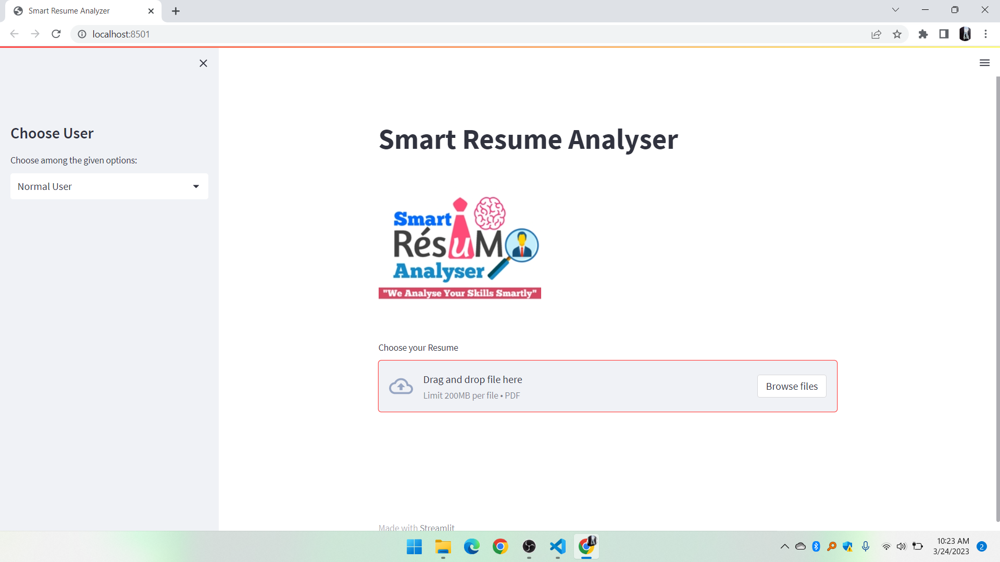 Smart Resume Analyzer
localhost:8501
Choose User
Choose among the given options:
Normal User
Smart Resume Analyser
Smart
RésuM
Analyser
"We Analyse Your Skills Smartly"
Choose your Resume
Drag and drop file here
Limit 200MB per file • PDF
Browse files
Made with Streamlit
10:23 AM
3/24/2023
2